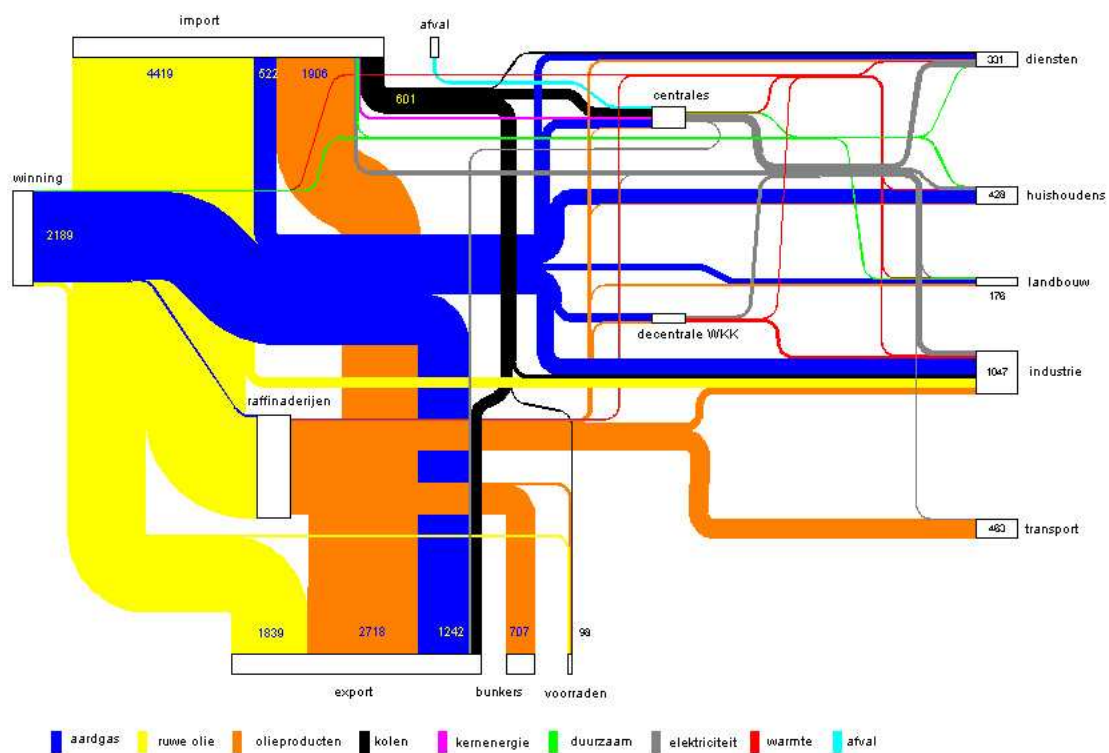 import
afval
4419
522
1906
601
331
diensten
centrales
winning
2189
428
huishoudens
landbouw
176
decentrale WKK
1047
industrie
raffinaderijen
463
transport
1839
2718
1242
707
98
export
bunkers
voorraden
aardgas
ruwe olie
olieproducten
kolen
kernenergie
duurzaam
elektriciteit
warmte
afval